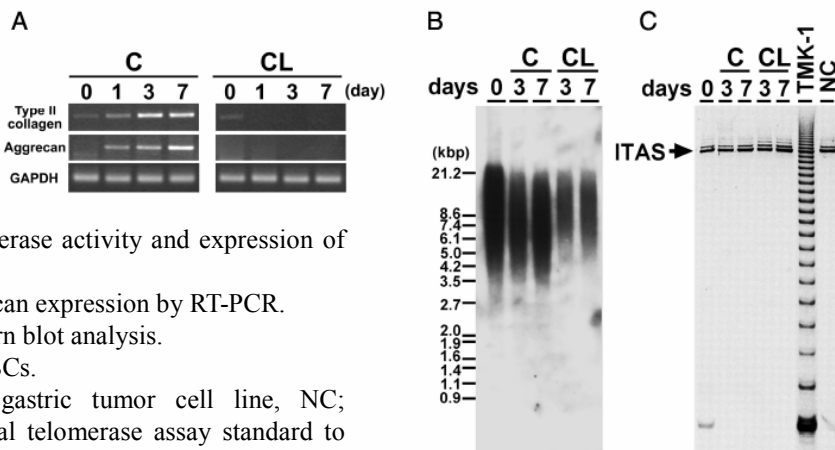 A
C CL
0 1 3 7 0 1 3 7 (day)
Type II
collagen
Aggrecan
GAPDH
erase activity and expression of
can expression by RT-PCR.
rn blot analysis.
Cs.
gastric tumor cell line, NC;
al telomerase assay standard to
B
C CL
days 0 3 7 3 7
(kbp)
21.2
8.6
7.4
6.1
5.0
4.2
3.5
2.7
2.0
1.9
1.6
1.4
1.1
0.9
C
C CL
days 0 3 7 3 7 TMK-1 NC
ITAS